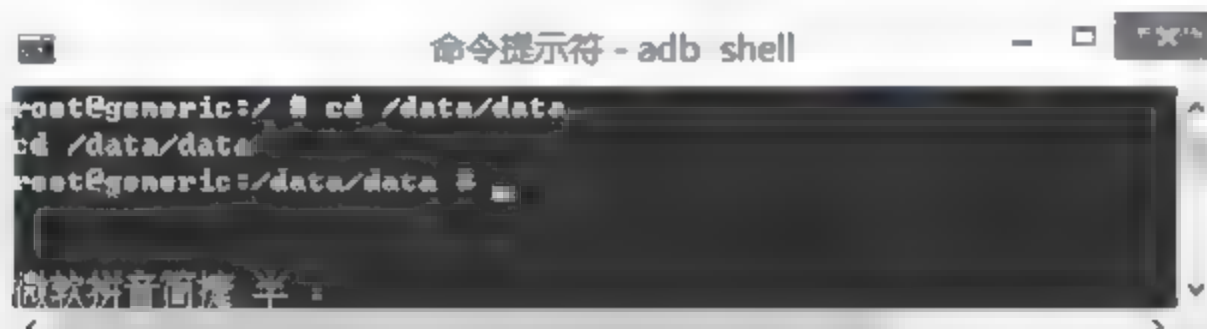 命令提示符 - adb shell
root@generic:/ # cd /data/data
cd /data/data
root@generic:/data/data #
微软拼音简捷 半 :